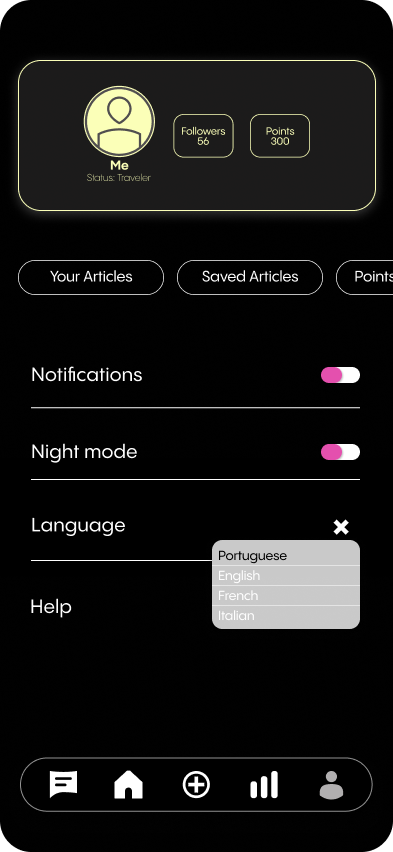 Followers
56
Points
300
Me
Status: Traveler
Your Articles
Saved Articles
Points
Notifications
Night mode
Language
Portuguese
English
French
Italian
Help